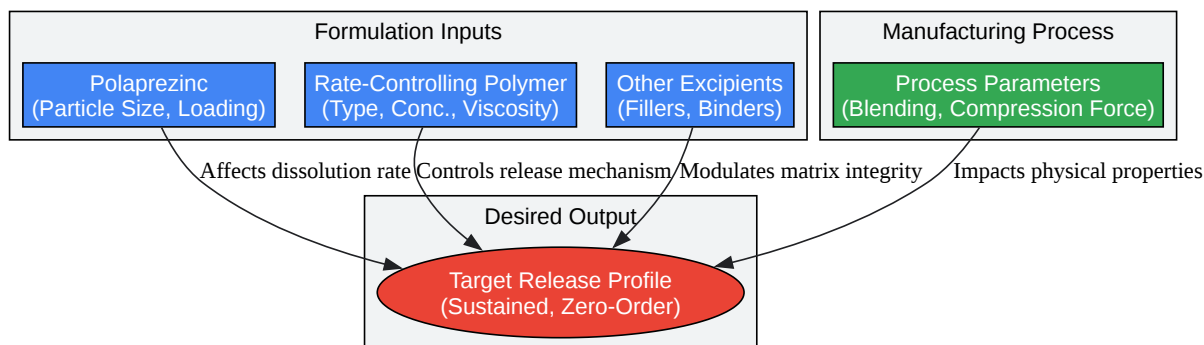 Formulation Inputs
Manufacturing Process
Polaprezinc
(Particle Size, Loading)
Rate-Controlling Polymer
(Type, Conc., Viscosity)
Other Excipients
(Fillers, Binders)
Process Parameters
(Blending, Compression Force)
Affects dissolution rate
Controls release mechanism
Modulates matrix integrity
Impacts physical properties
Desired Output
Target Release Profile
(Sustained, Zero-Order)